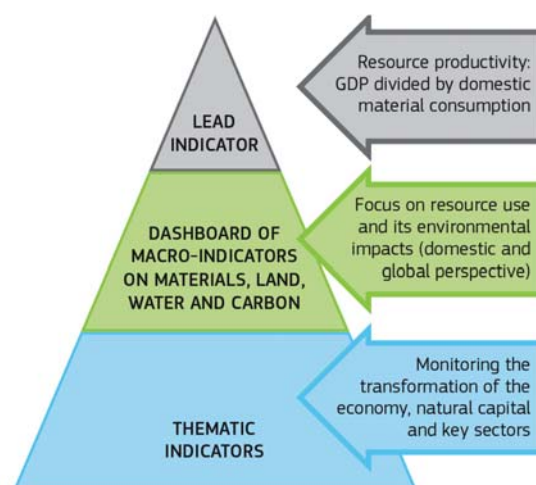 Resource productivity:
GDP divided by domestic
material consumption
LEAD
INDICATOR
Focus on resource use
and its environmental
impacts (domestic and
global perspective)
DASHBOARD OF
MACRO-INDICATORS
ON MATERIALS, LAND,
WATER AND CARBON
Monitoring the
transformation of the
economy, natural capital
and key sectors
THEMATIC
INDICATORS